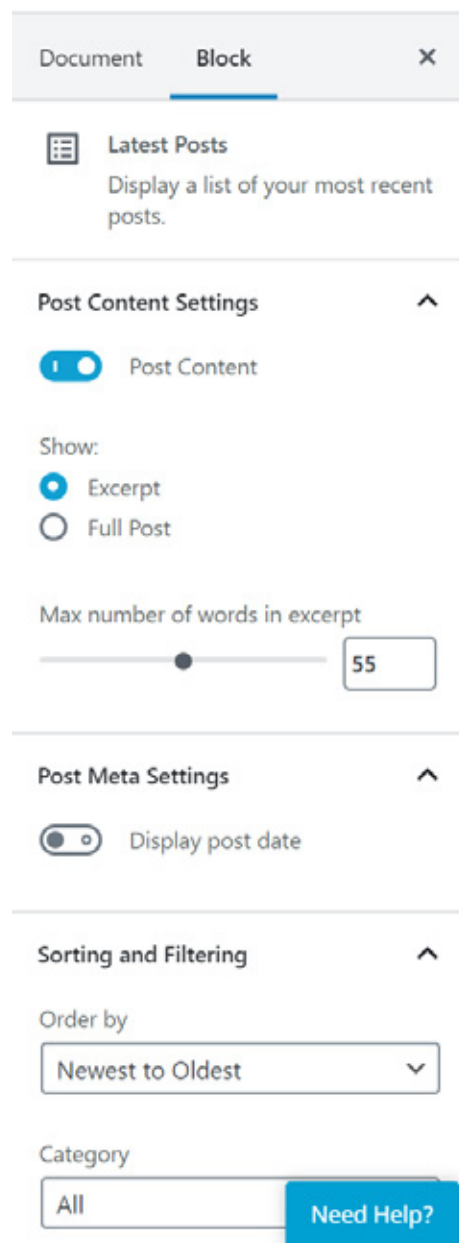 Document Block
Latest Posts
Display a list of your most recent
posts.
Post Content Settings
Post Content
Show:
Excerpt
Full Post
Max number of words in excerpt
55
Post Meta Settings
Display post date
Sorting and Filtering
Order by
Newest to Oldest
Category
All
Need Help?